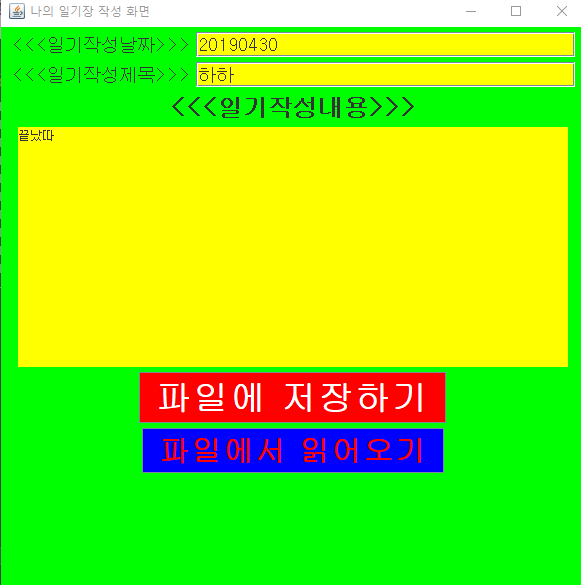 나의 일기장 작성 화면
<<<일기작성날짜>>> 20190430
<<<일기작성제목>>> 하하
<<<일기작성내용>>>
끝났따
파일에 저장하기
파일에서 읽어오기